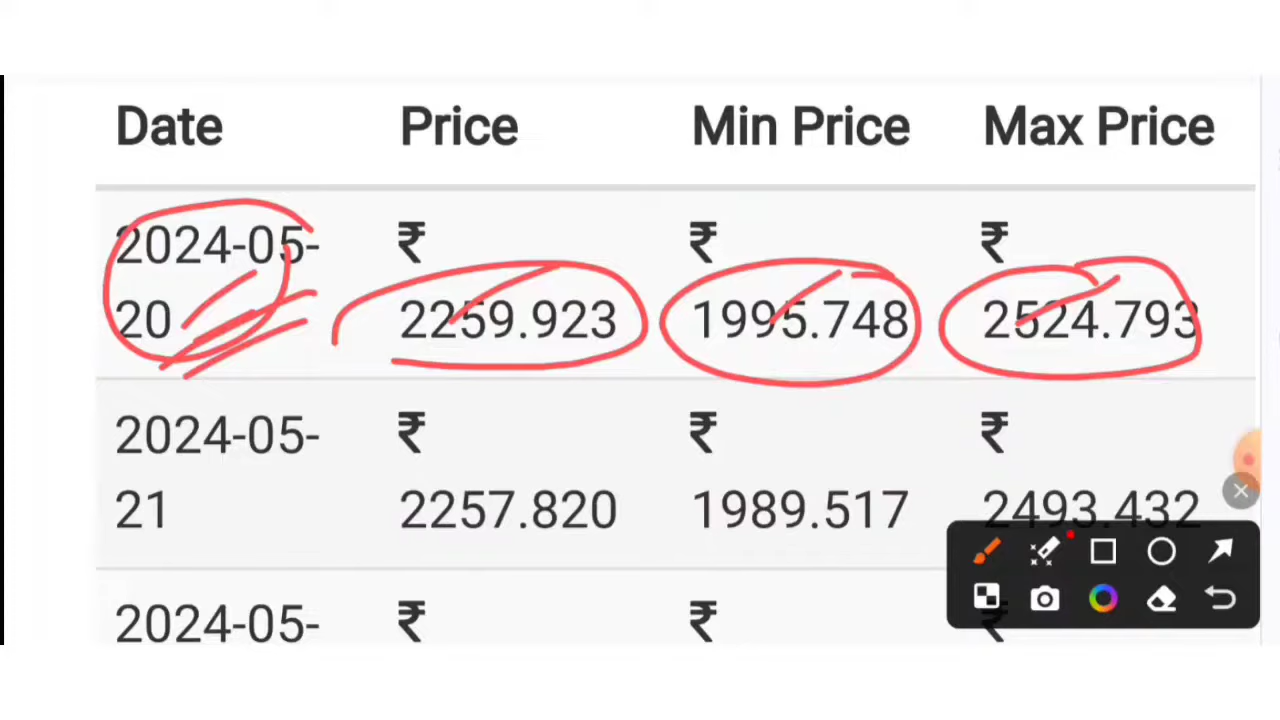 Date Price Min Price Max Price
2024-05- ₹ ₹ ₹
20 2259.923 1995.748 2524.793
2024-05- ₹ ₹ ₹
21 2257.820 1989.517 2493.432
2024-05- ₹ ₹ ₹